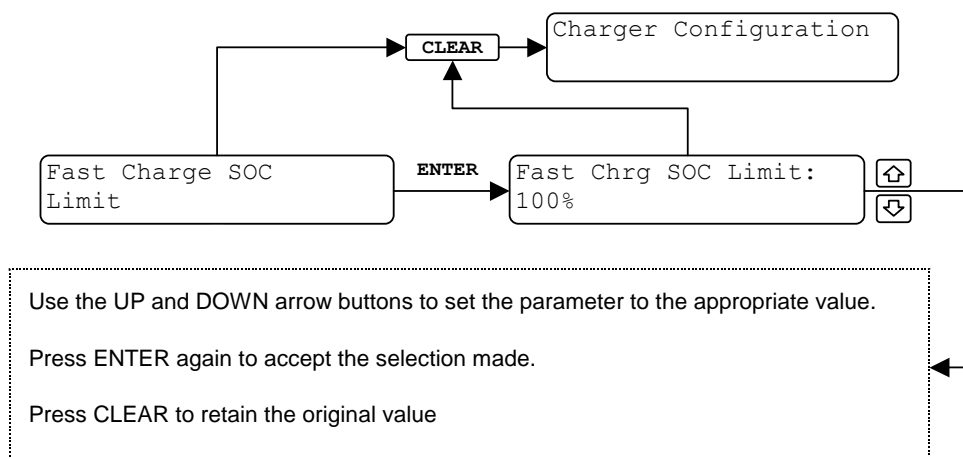 Charger Configuration
CLEAR
Fast Charge SOC
Limit
ENTER
Fast Chrg SOC Limit:
100%
Use the UP and DOWN arrow buttons to set the parameter to the appropriate value.
Press ENTER again to accept the selection made.
Press CLEAR to retain the original value